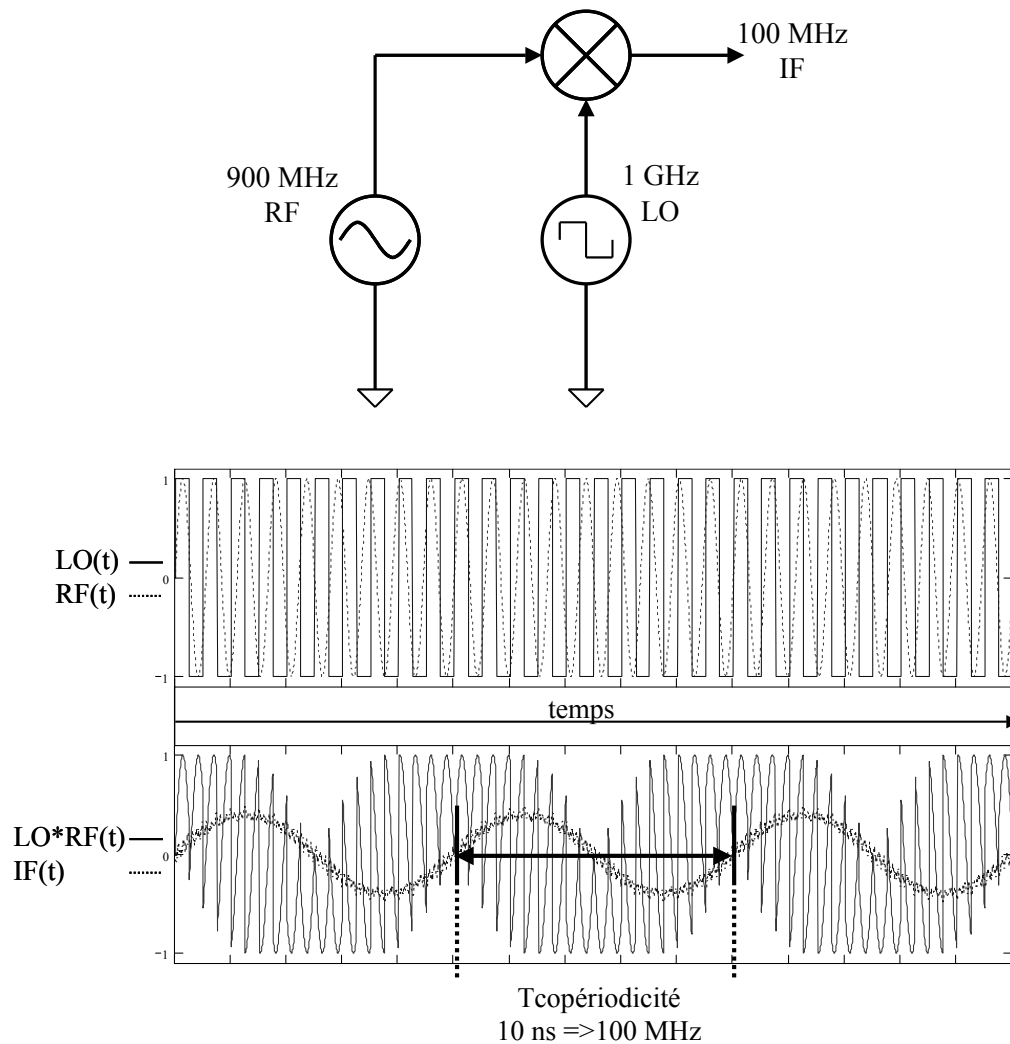 100 MHz
IF
900 MHz
RF
1 GHz
LO
1
LO(t)
0
RF(t)
-1
temps
1
LO*RF(t)
0
IF(t)
-1
Tcopériodicité
10 ns =>100 MHz